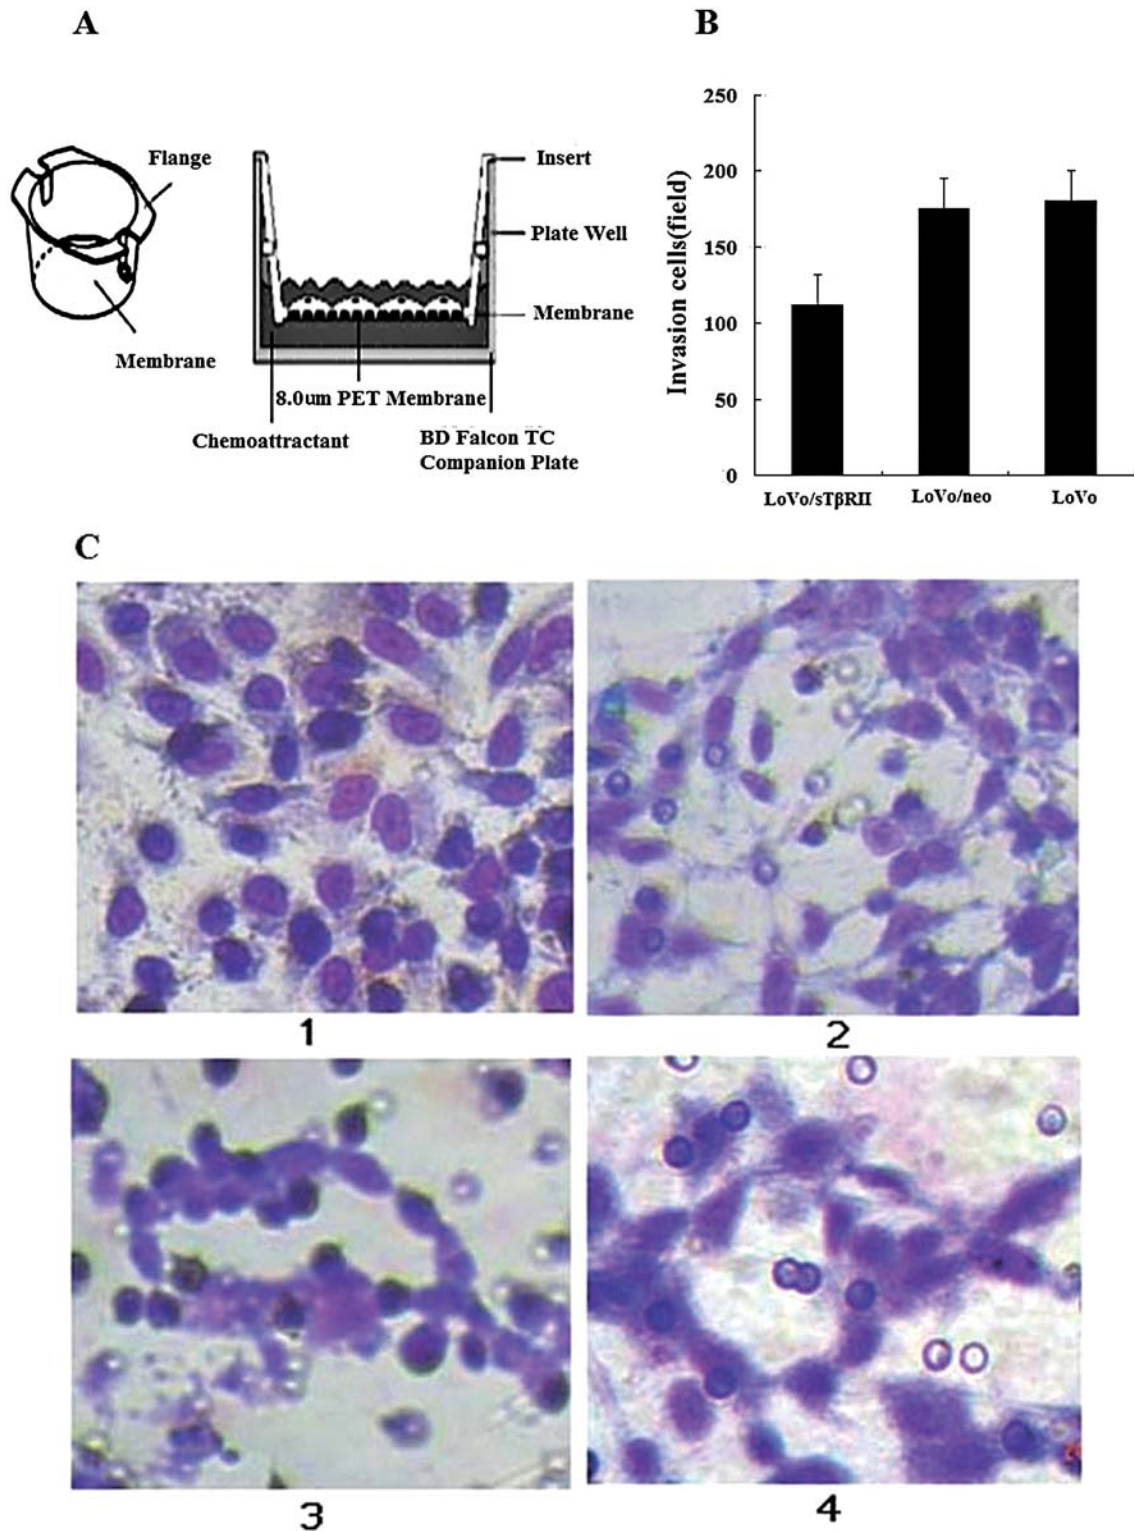 A
Flange
Membrane
Insert
Plate Well
Membrane
8.0um PET Membrane
Chemoattractant
BD Falcon TC
Companion Plate
B
Invasion cells(field)
250
200
150
100
50
0
LoVo/sTβRII
LoVo/neo
LoVo
C
1
2
3
4